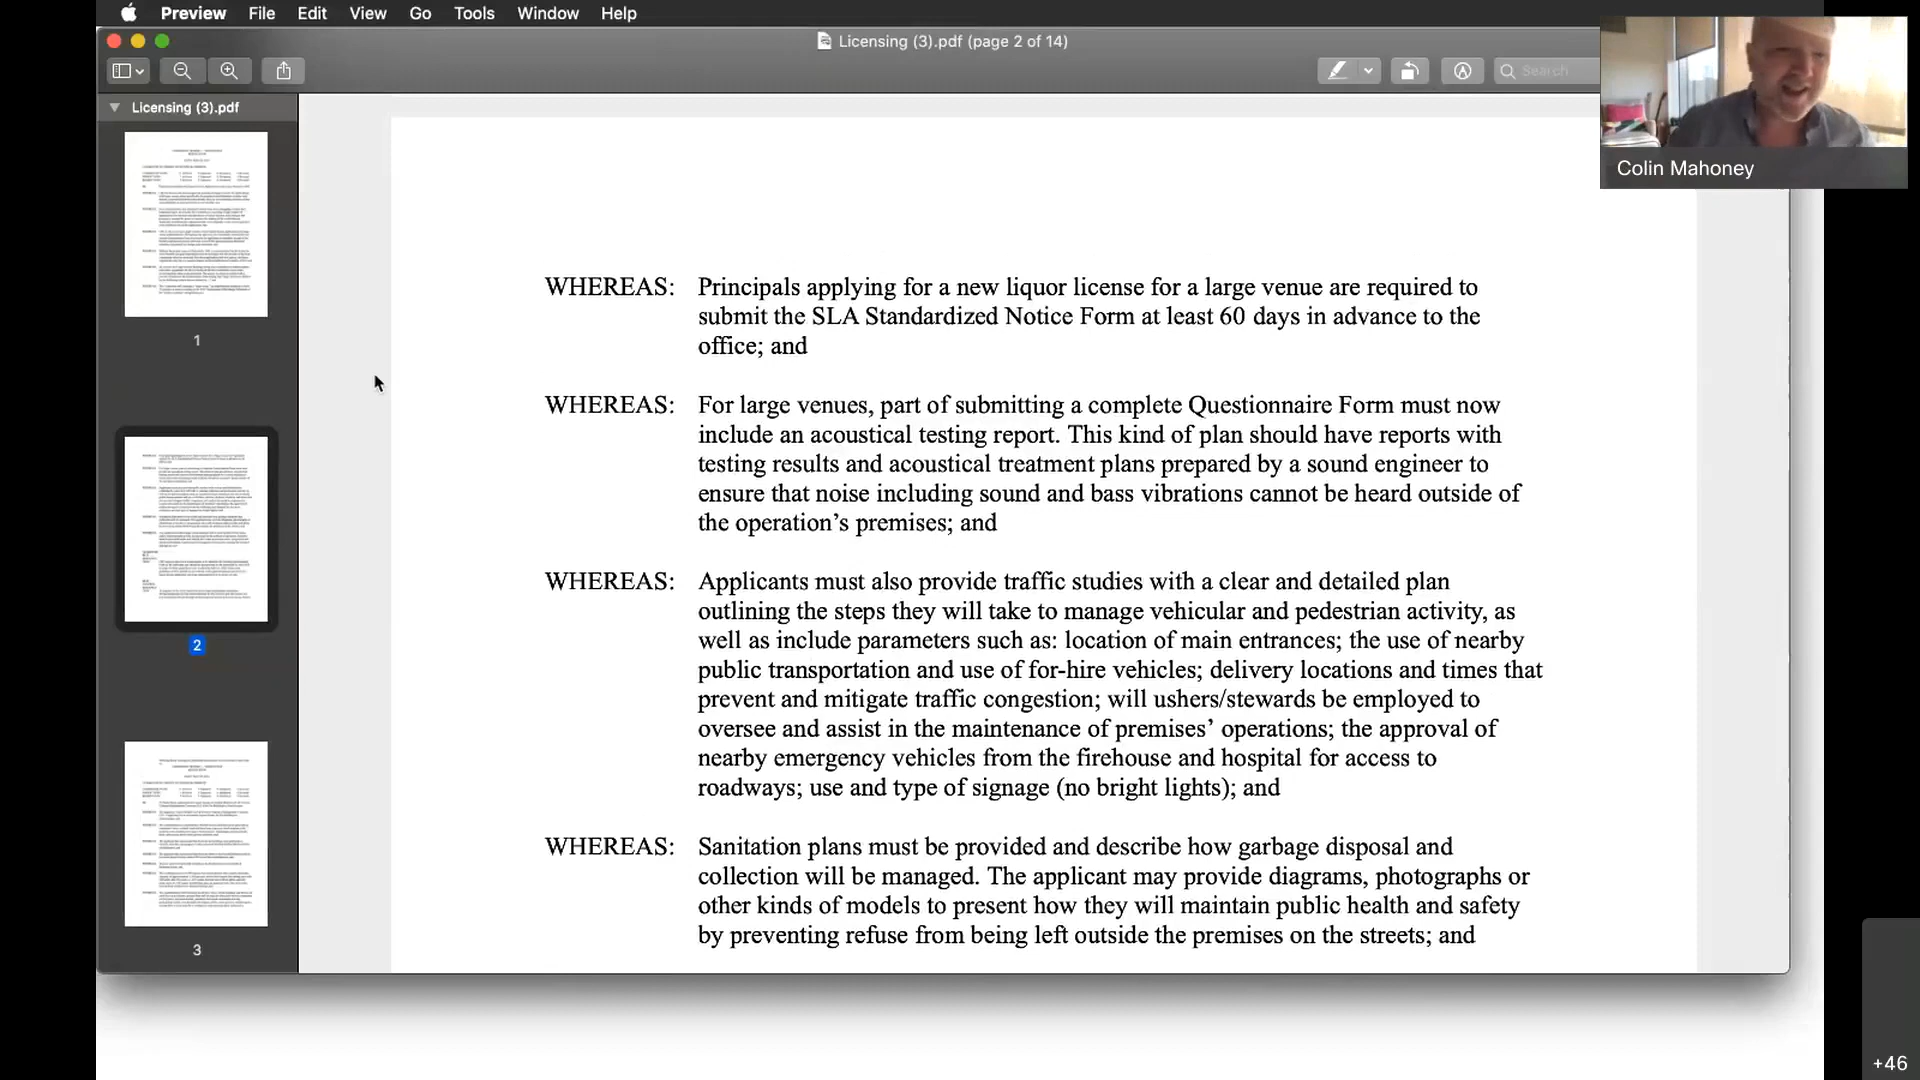 Preview File Edit View Go Tools Window Help
Licensing (3).pdf (page 2 of 14)
Search
Licensing (3).pdf
1
2
3
Colin Mahoney
WHEREAS: Principals applying for a new liquor license for a large venue are required to
submit the SLA Standardized Notice Form at least 60 days in advance to the
office; and
WHEREAS: For large venues, part of submitting a complete Questionnaire Form must now
include an acoustical testing report. This kind of plan should have reports with
testing results and acoustical treatment plans prepared by a sound engineer to
ensure that noise including sound and bass vibrations cannot be heard outside of
the operation’s premises; and
WHEREAS: Applicants must also provide traffic studies with a clear and detailed plan
outlining the steps they will take to manage vehicular and pedestrian activity, as
well as include parameters such as: location of main entrances; the use of nearby
public transportation and use of for-hire vehicles; delivery locations and times that
prevent and mitigate traffic congestion; will ushers/stewards be employed to
oversee and assist in the maintenance of premises’ operations; the approval of
nearby emergency vehicles from the firehouse and hospital for access to
roadways; use and type of signage (no bright lights); and
WHEREAS: Sanitation plans must be provided and describe how garbage disposal and
collection will be managed. The applicant may provide diagrams, photographs or
other kinds of models to present how they will maintain public health and safety
by preventing refuse from being left outside the premises on the streets; and
+46